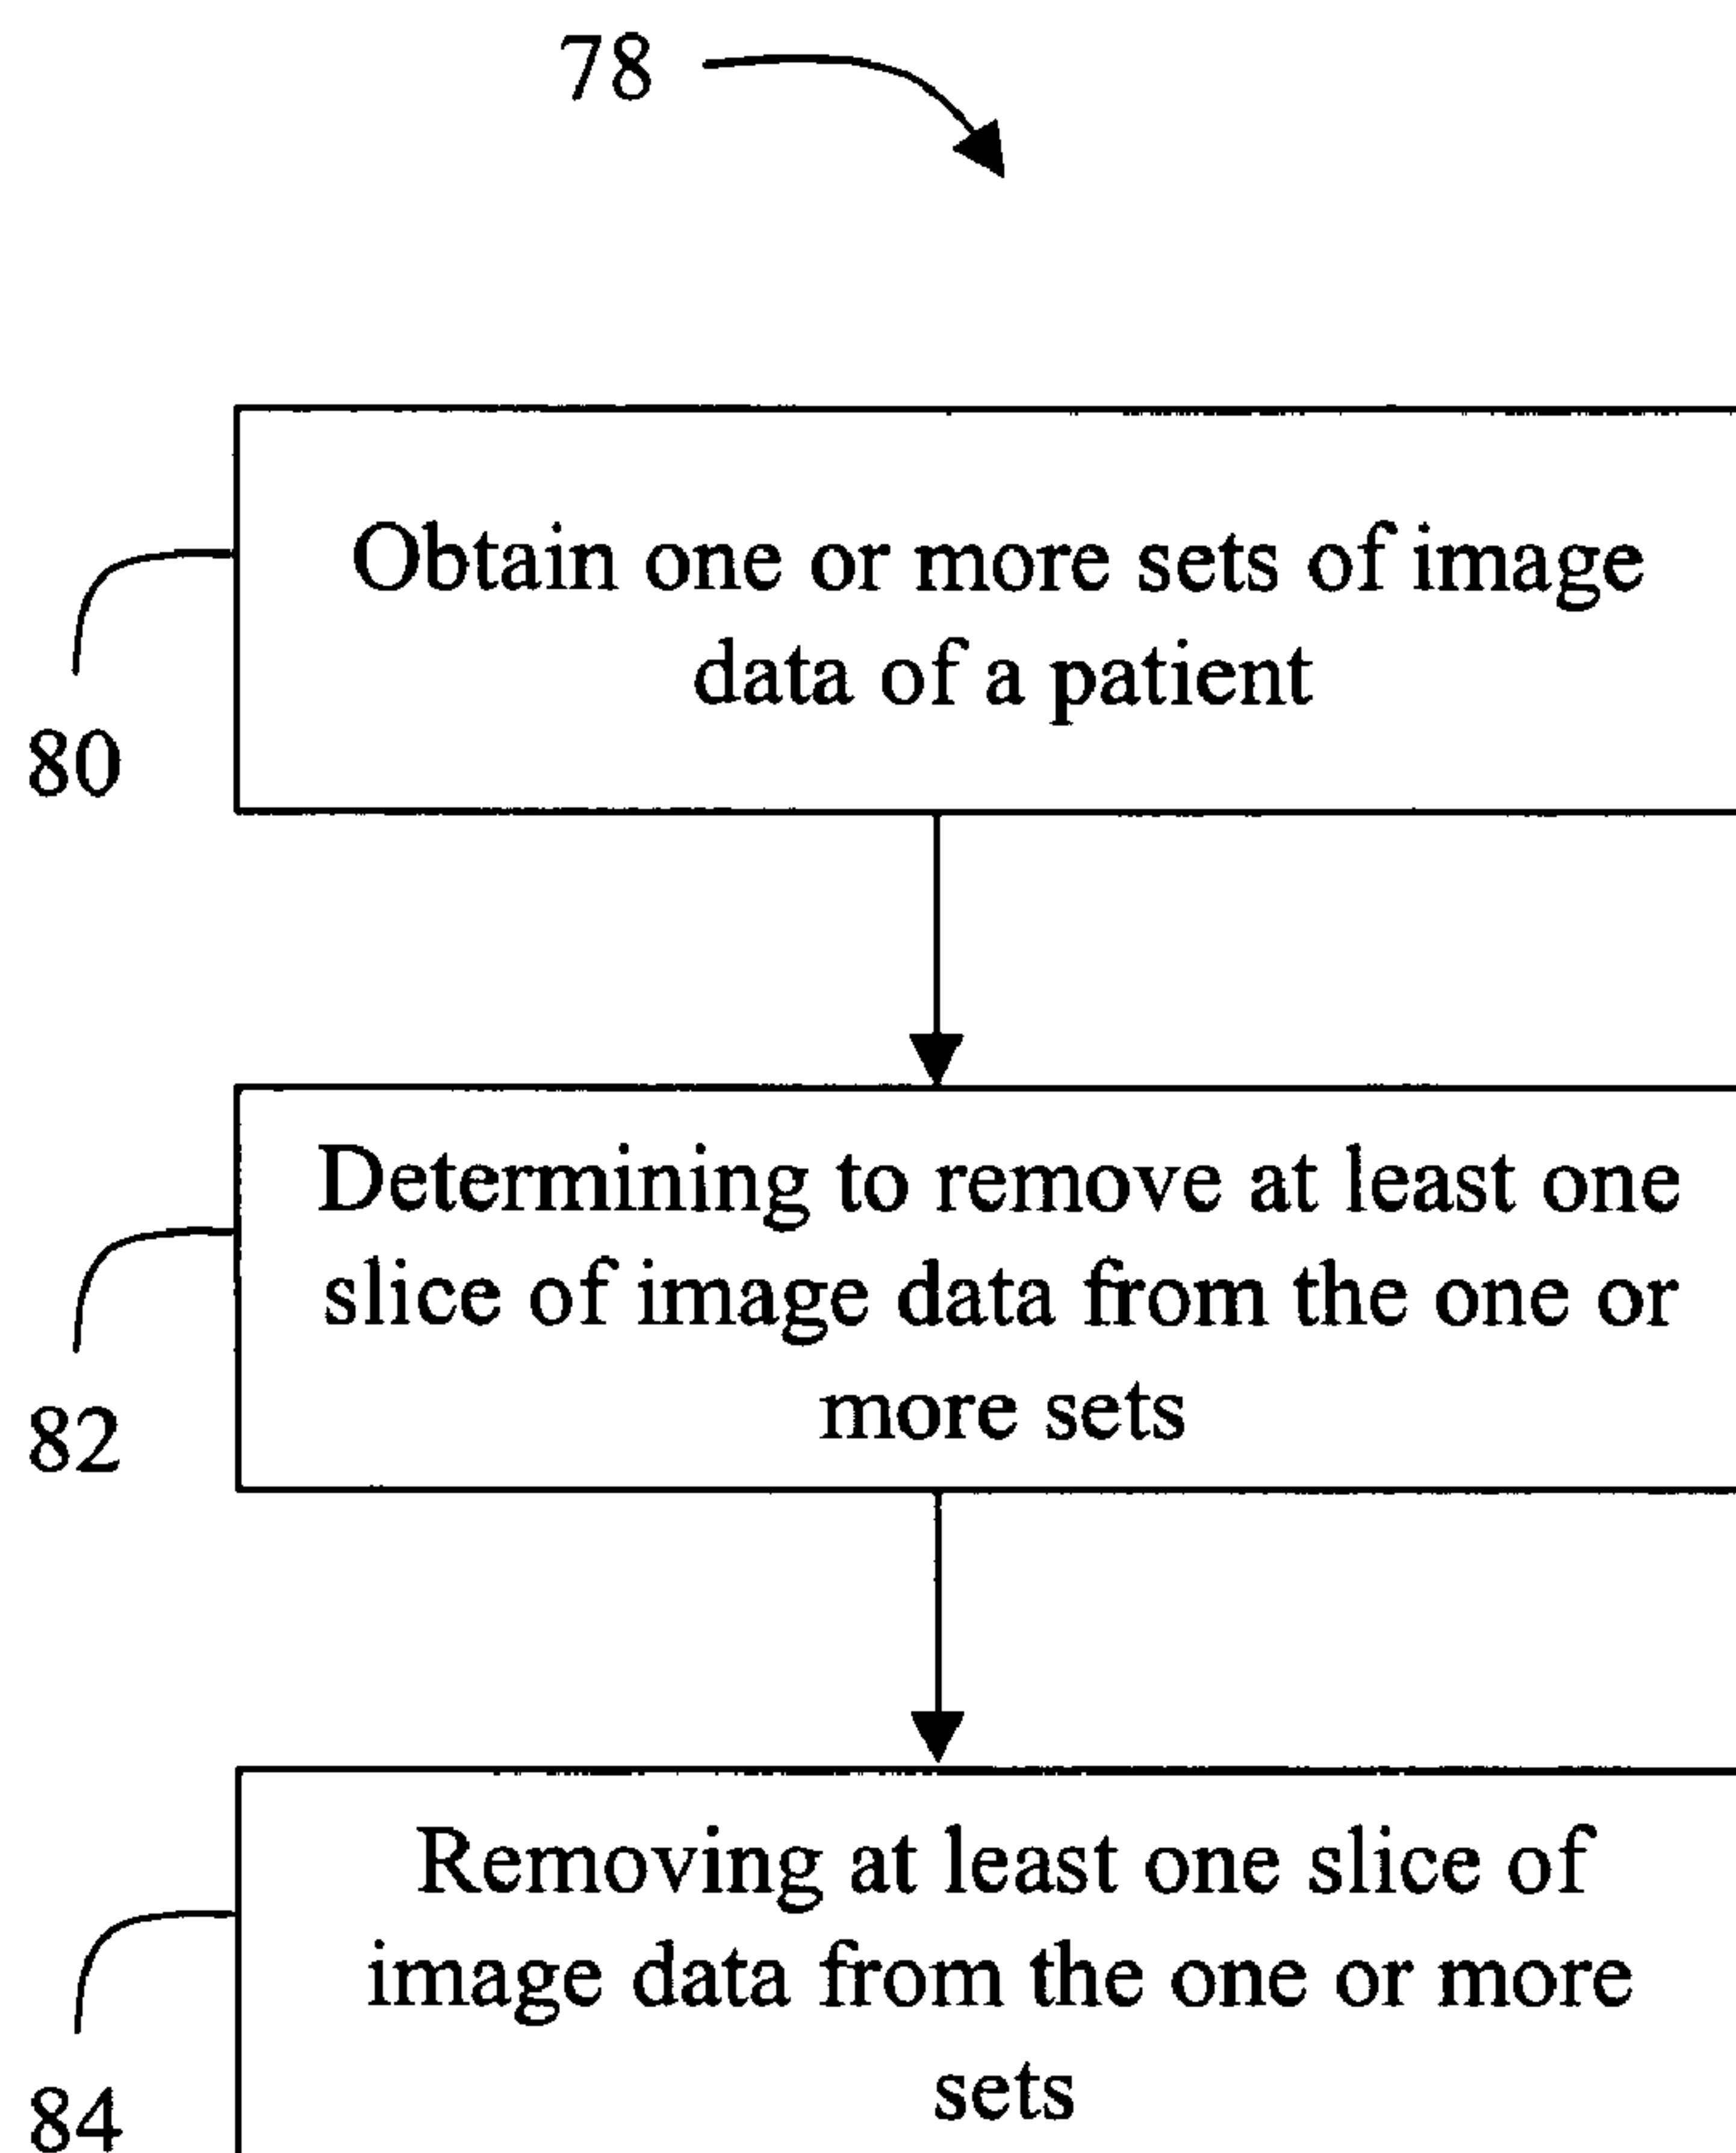 78
Obtain one or more sets of image
data of a patient
80
Determining to remove at least one
slice of image data from the one or
more sets
82
Removing at least one slice of
image data from the one or more
sets
84